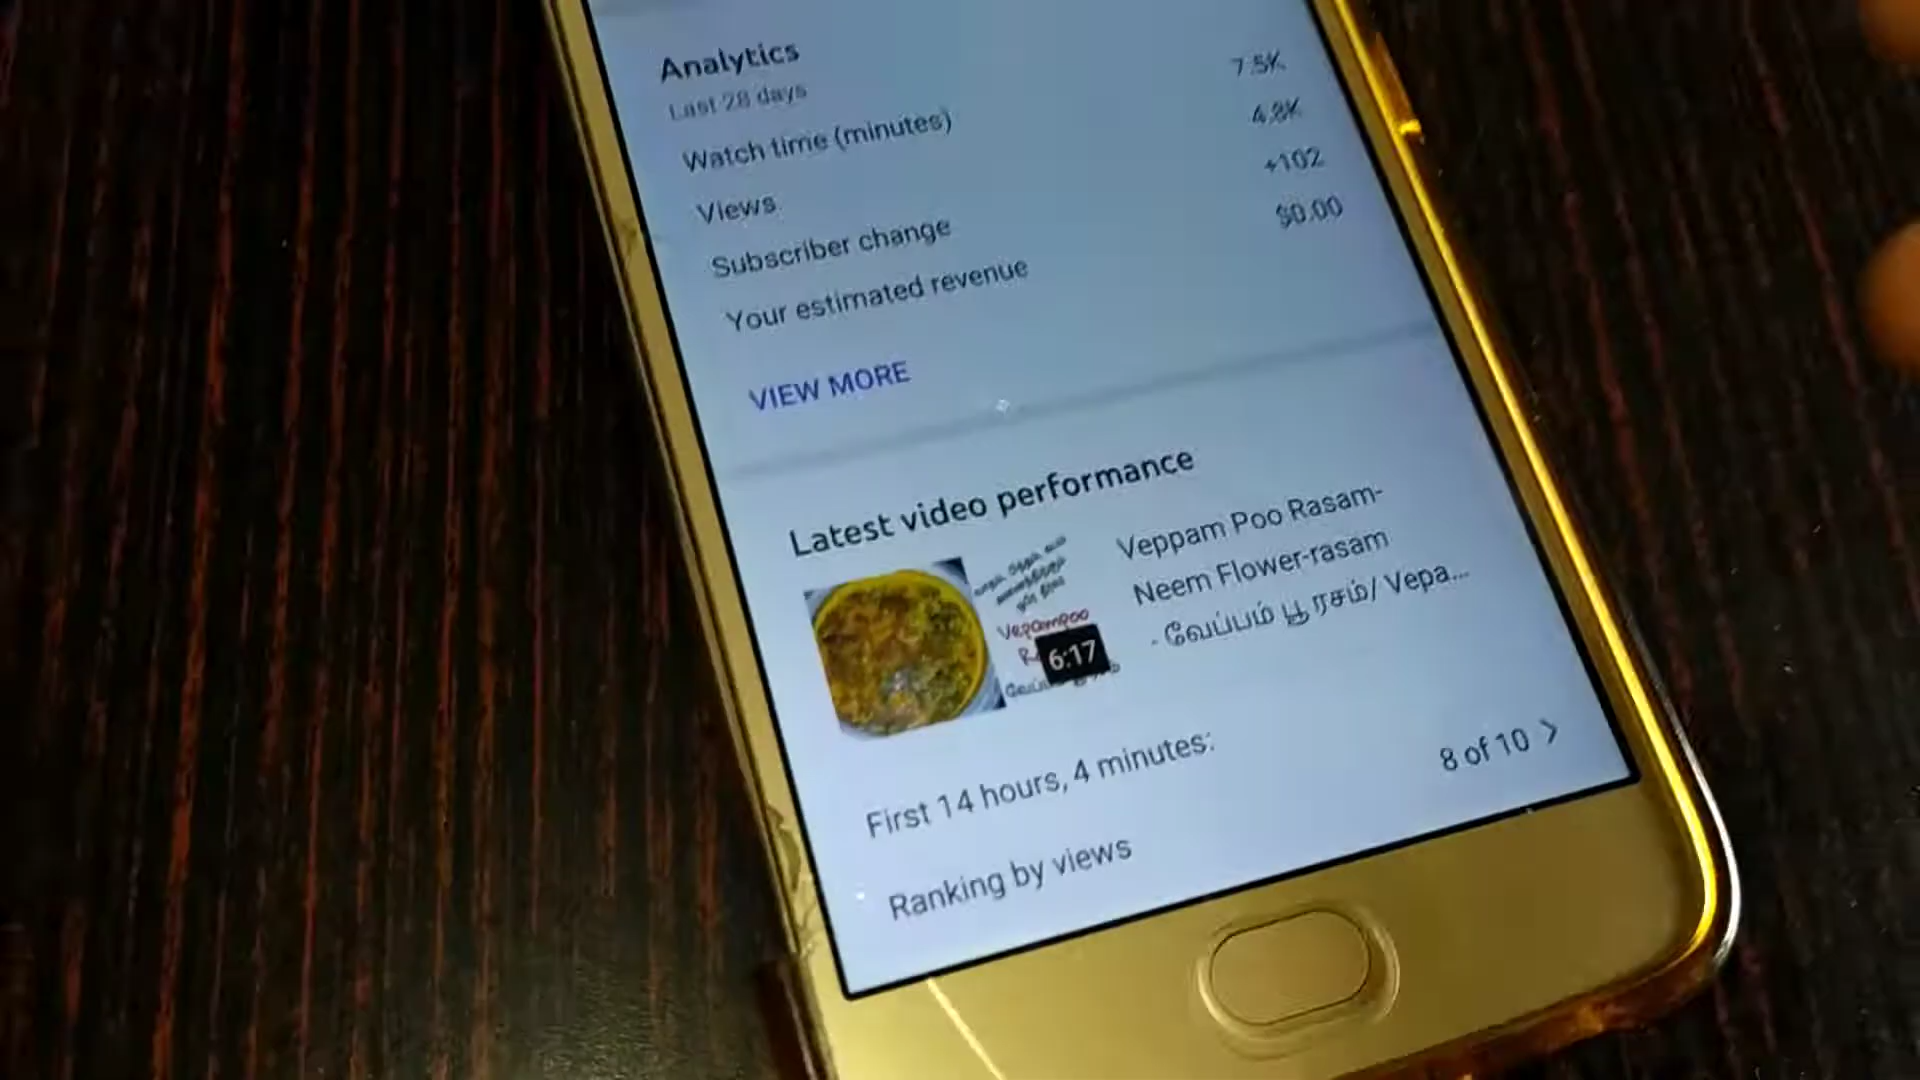 Analytics
Last 28 days
Watch time (minutes) 7.5K
Views 4.8K
Subscriber change +102
Your estimated revenue $0.00
VIEW MORE
Latest video performance
Veppam Poo Rasam-
Neem Flower-rasam
. வேப்பம் பூ ரசம்/ Vepa...
Vepampoo
6:17
First 14 hours, 4 minutes:
Ranking by views 8 of 10 >